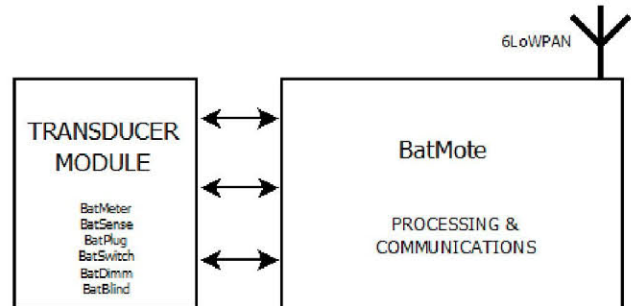 6LoWPAN
TRANSDUCER
MODULE
BatMeter
BatSense
BatPlug
BatSwitch
BatDimm
BatBlind
BatMote
PROCESSING &
COMMUNICATIONS